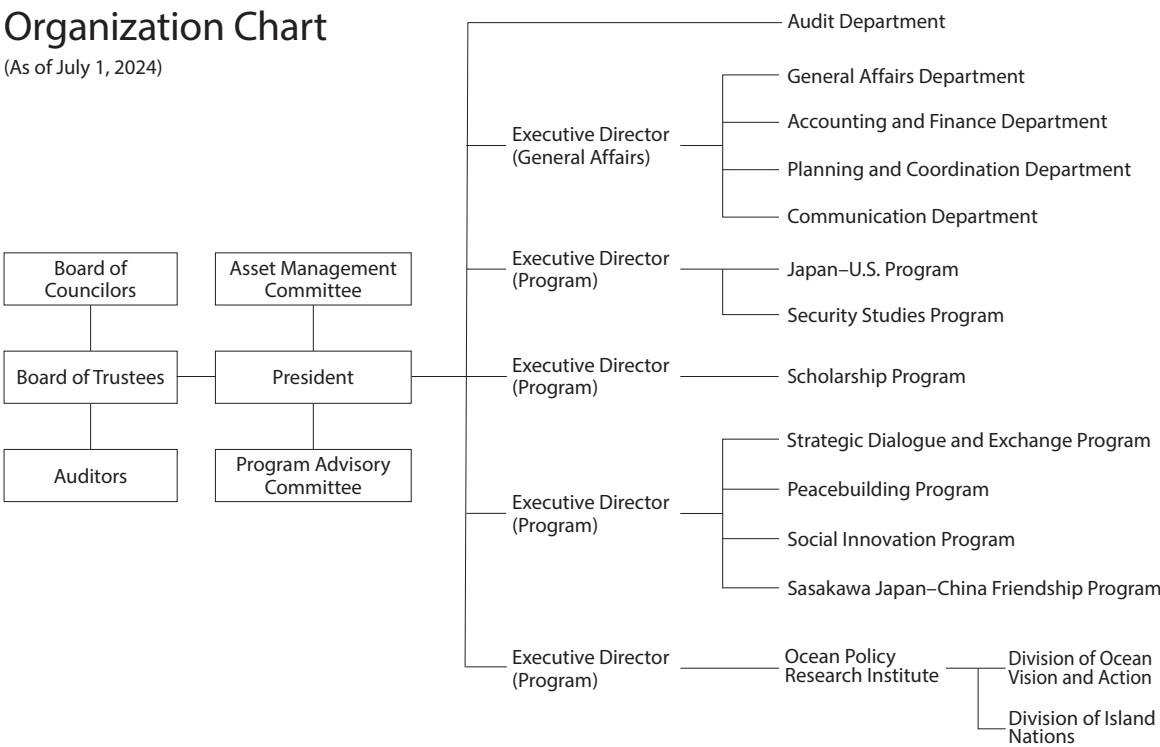 Organization Chart
(As of July 1, 2024)
Audit Department
General Affairs Department
Executive Director
(General Affairs)
Accounting and Finance Department
Planning and Coordination Department
Communication Department
Board of
Councilors
Asset Management
Committee
Executive Director
(Program)
Japan–U.S. Program
Security Studies Program
Board of Trustees
President
Executive Director
(Program)
Scholarship Program
Auditors
Program Advisory
Committee
Strategic Dialogue and Exchange Program
Peacebuilding Program
Executive Director
(Program)
Social Innovation Program
Sasakawa Japan–China Friendship Program
Executive Director
(Program)
Ocean Policy
Research Institute
Division of Ocean
Vision and Action
Division of Island
Nations